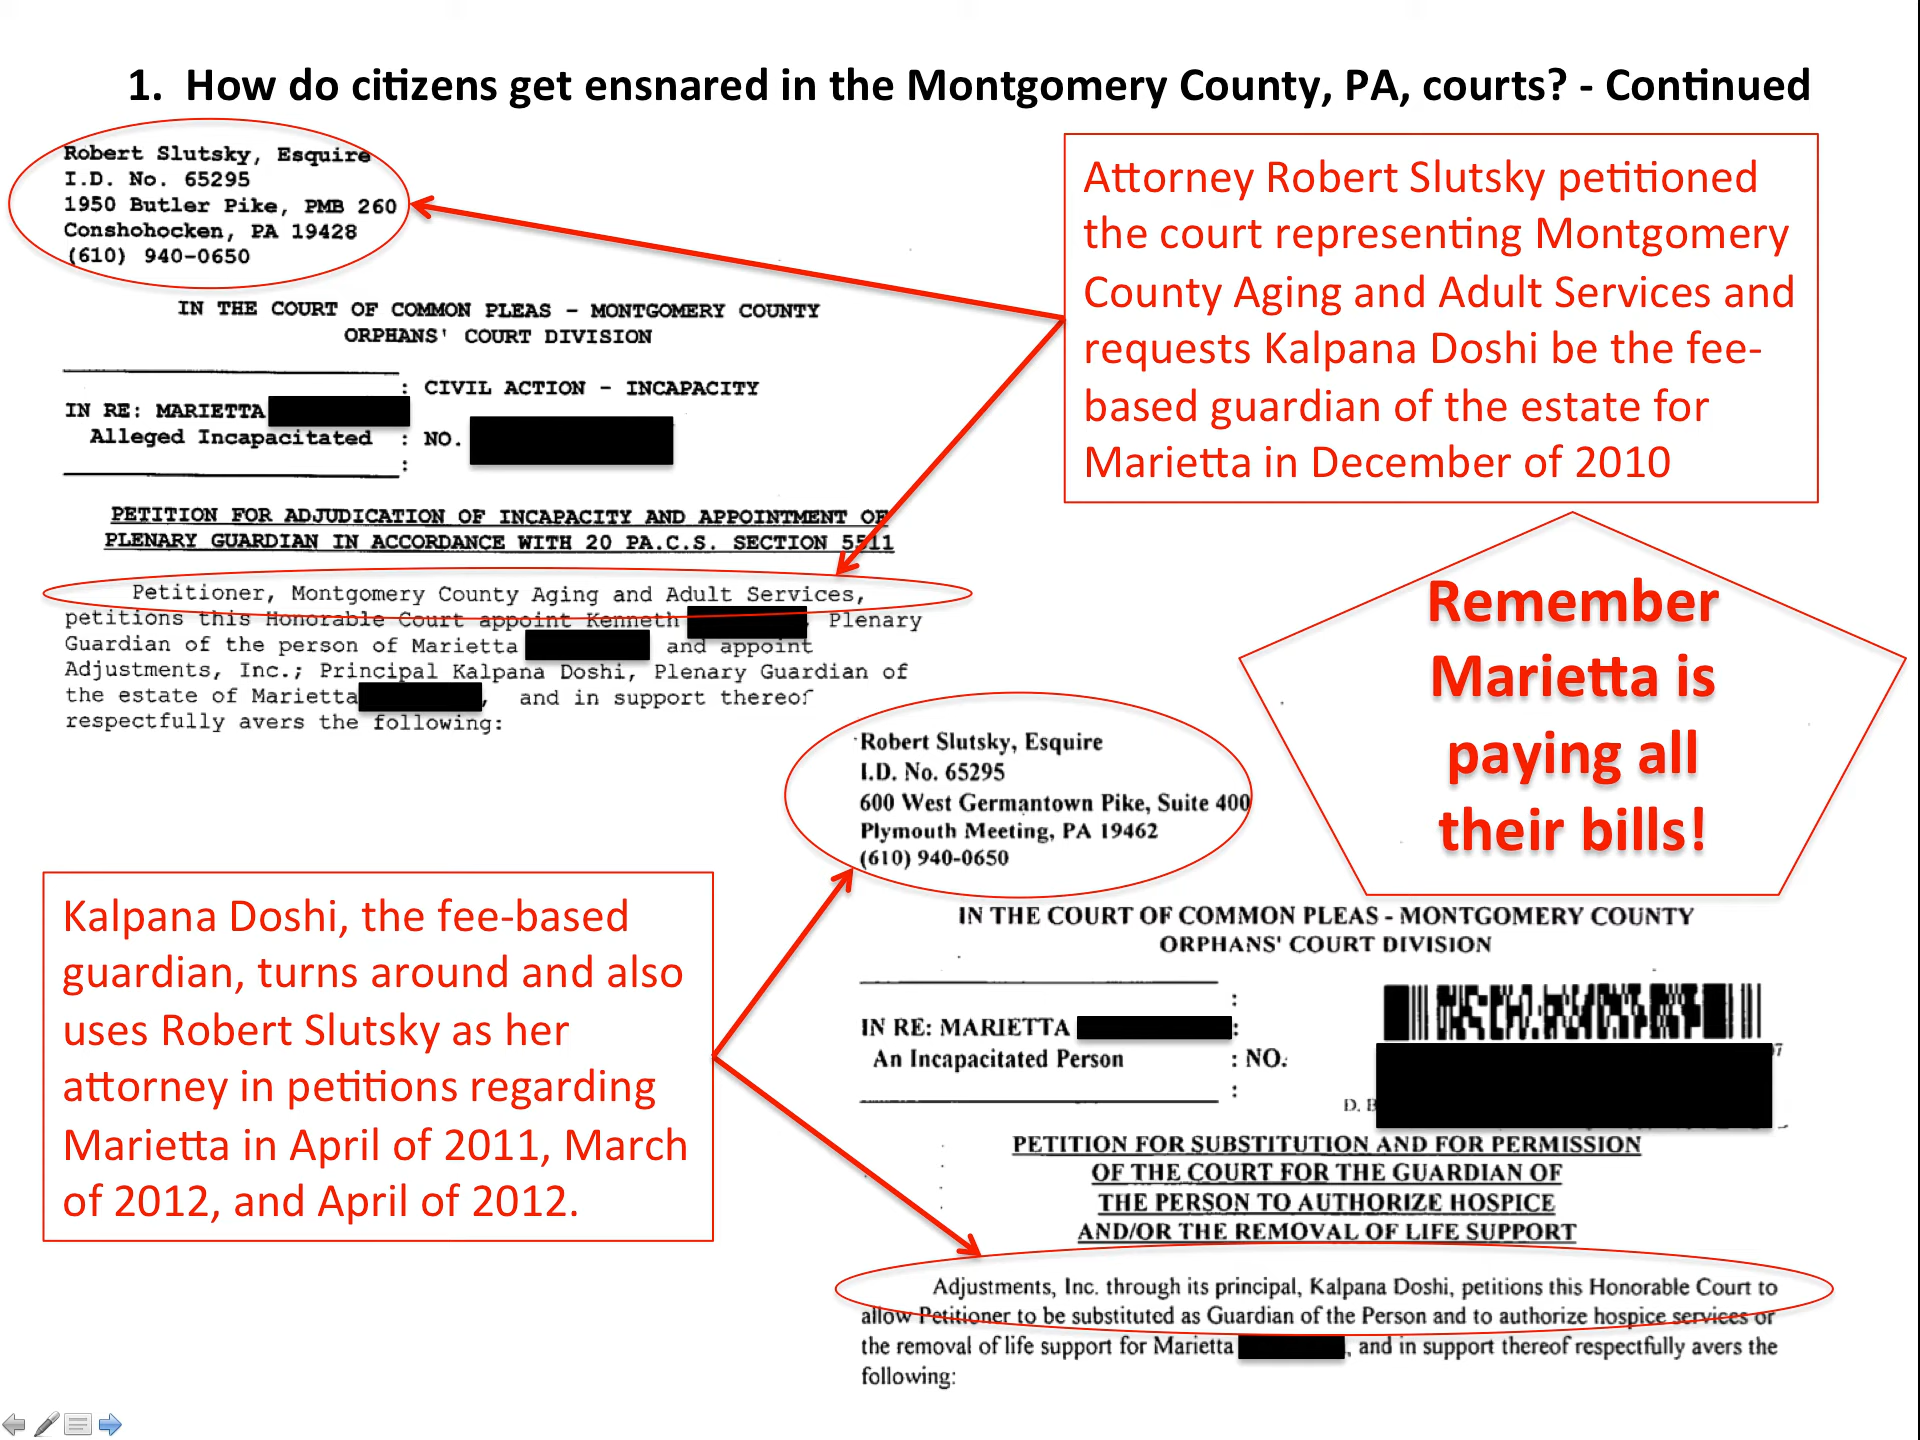 1. How do citizens get ensnared in the Montgomery County, PA, courts? - Continued
Robert Slutsky, Esquire
I.D. No. 65295
1950 Butler Pike, PMB 260
Conshohocken, PA 19428
(610) 940-0650
IN THE COURT OF COMMON PLEAS - MONTGOMERY COUNTY
ORPHANS' COURT DIVISION
: CIVIL ACTION - INCAPACITY
IN RE: MARIETTA
Alleged Incapacitated : NO.
:
PETITION FOR ADJUDICATION OF INCAPACITY AND APPOINTMENT OF
PLENARY GUARDIAN IN ACCORDANCE WITH 20 PA.C.S. SECTION 5511
Petitioner, Montgomery County Aging and Adult Services,
petitions this Honorable Court appoint Kenneth Plenary
Guardian of the person of Marietta and appoint
Adjustments, Inc.; Principal Kalpana Doshi, Plenary Guardian of
the estate of Marietta , and in support thereof
respectfully avers the following:
Attorney Robert Slutsky petitioned
the court representing Montgomery
County Aging and Adult Services and
requests Kalpana Doshi be the fee-
based guardian of the estate for
Marietta in December of 2010
Remember
Marietta is
paying all
their bills!
Kalpana Doshi, the fee-based
guardian, turns around and also
uses Robert Slutsky as her
attorney in petitions regarding
Marietta in April of 2011, March
of 2012, and April of 2012.
Robert Slutsky, Esquire
I.D. No. 65295
600 West Germantown Pike, Suite 400
Plymouth Meeting, PA 19462
(610) 940-0650
IN THE COURT OF COMMON PLEAS - MONTGOMERY COUNTY
ORPHANS' COURT DIVISION
:
IN RE: MARIETTA :
An Incapacitated Person : NO.
:
D. B
PETITION FOR SUBSTITUTION AND FOR PERMISSION
OF THE COURT FOR THE GUARDIAN OF
THE PERSON TO AUTHORIZE HOSPICE
AND/OR THE REMOVAL OF LIFE SUPPORT
Adjustments, Inc. through its principal, Kalpana Doshi, petitions this Honorable Court to
allow Petitioner to be substituted as Guardian of the Person and to authorize hospice services or
the removal of life support for Marietta , and in support thereof respectfully avers the
following: